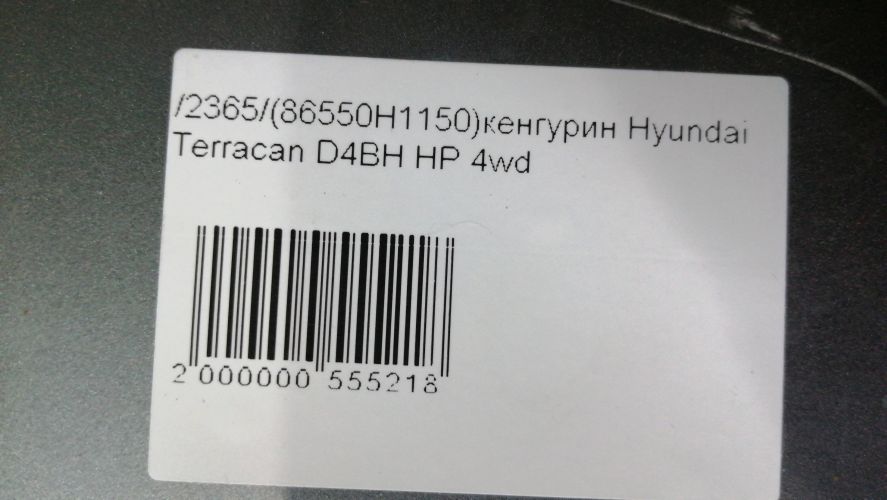 /2365/(86550H1150)кенгурин Hyundai
Terracan D4BH HP 4wd
2 000000 555218